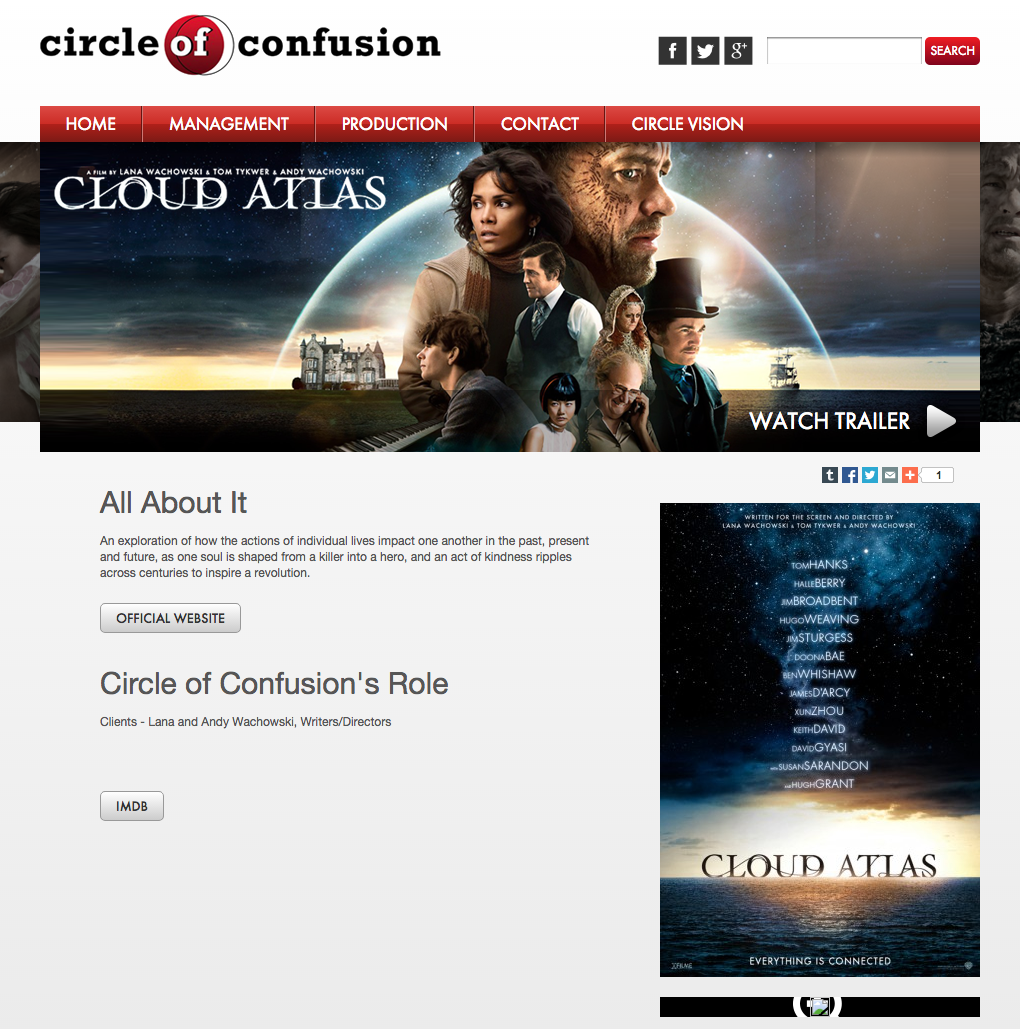 circle of confusion
f g+ SEARCH
HOME MANAGEMENT PRODUCTION CONTACT CIRCLE VISION
A FILM BY LANA WACHOWSKI & TOM TYKWER & ANDY WACHOWSKI
CLOUD ATLAS
WATCH TRAILER
t f + 1
All About It
An exploration of how the actions of individual lives impact one another in the past, present
and future, as one soul is shaped from a killer into a hero, and an act of kindness ripples
across centuries to inspire a revolution.
OFFICIAL WEBSITE
Circle of Confusion's Role
Clients - Lana and Andy Wachowski, Writers/Directors
IMDB
WRITTEN FOR THE SCREEN AND DIRECTED BY
LANA WACHOWSKI & TOM TYKWER & ANDY WACHOWSKI
TOM HANKS
HALLE BERRY
JIM BROADBENT
HUGO WEAVING
JIM STURGESS
DOONA BAE
BEN WHISHAW
JAMES D'ARCY
XUN ZHOU
KEITH DAVID
DAVID GYASI
WITH SUSAN SARANDON
AND HUGH GRANT
CLOUD ATLAS
EVERYTHING IS CONNECTED
X FILME